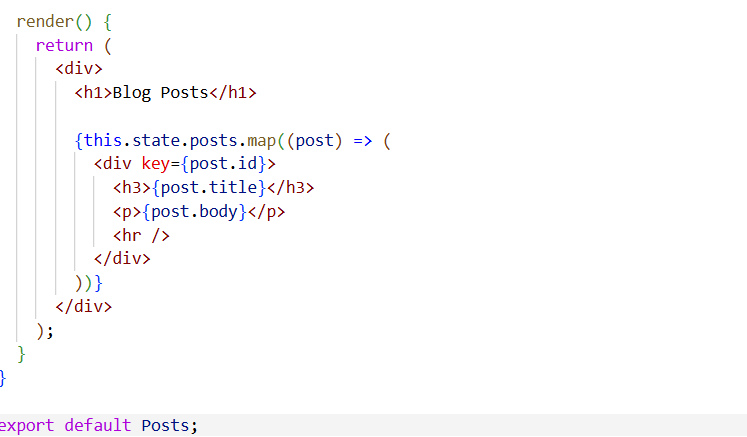 render() {
return (
<div>
<h1>Blog Posts</h1>
{this.state.posts.map((post) => (
<div key={post.id}>
<h3>{post.title}</h3>
<p>{post.body}</p>
<hr />
</div>
))}
</div>
);
}
}
export default Posts;